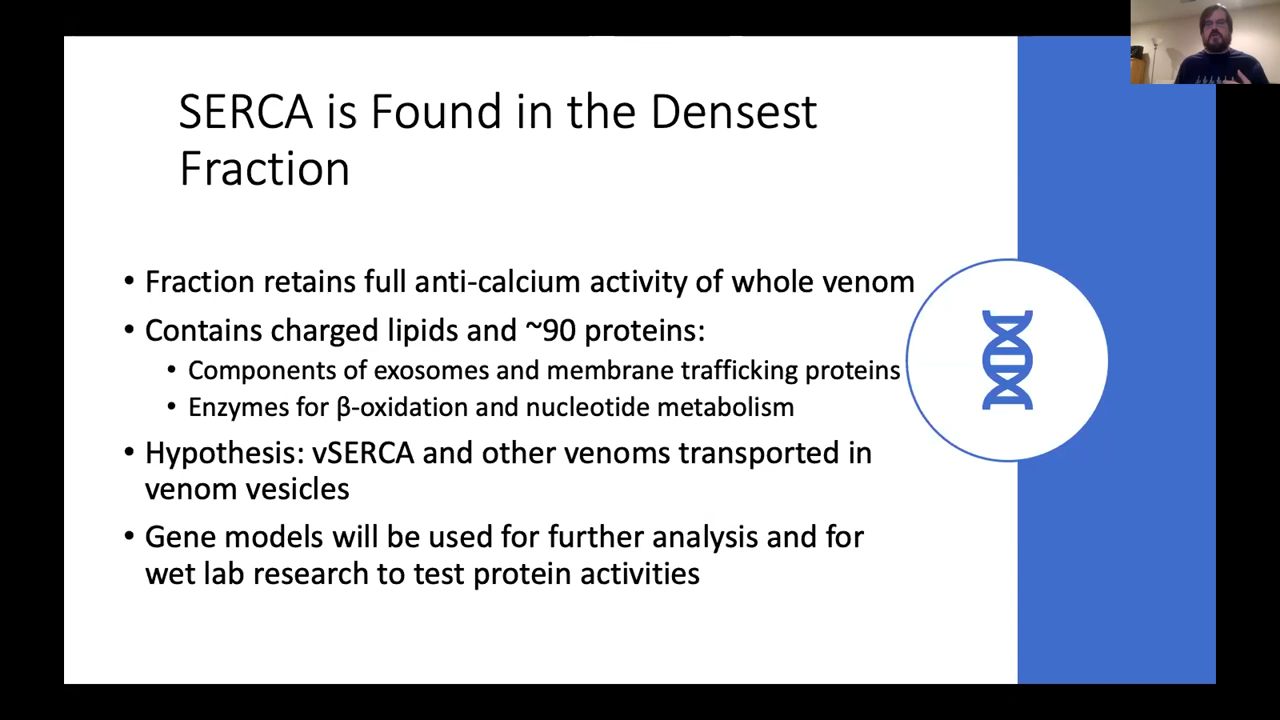 SERCA is Found in the Densest
Fraction
• Fraction retains full anti-calcium activity of whole venom
• Contains charged lipids and ~90 proteins:
• Components of exosomes and membrane trafficking proteins
• Enzymes for β-oxidation and nucleotide metabolism
• Hypothesis: vSERCA and other venoms transported in
venom vesicles
• Gene models will be used for further analysis and for
wet lab research to test protein activities